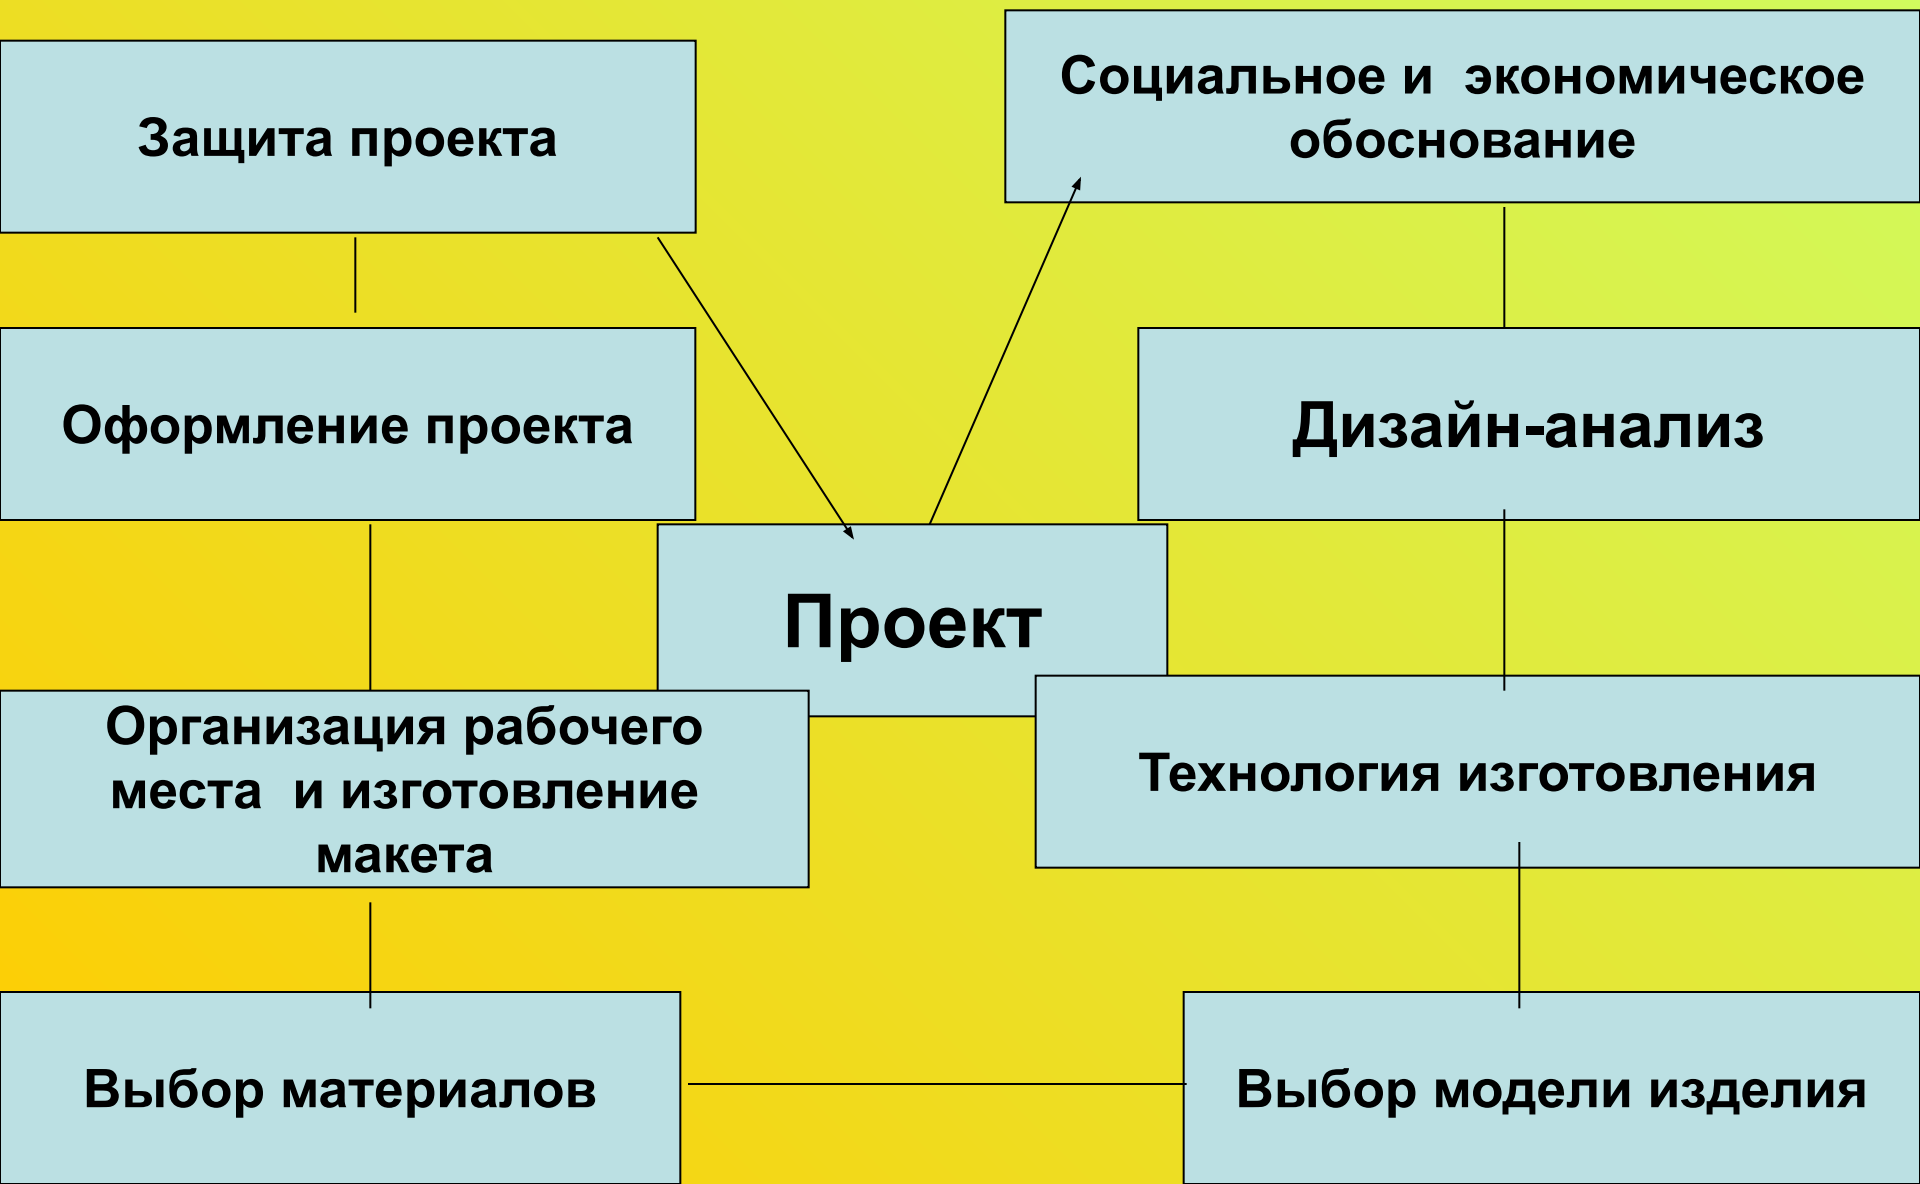 Защита проекта
Социальное и экономическое
обоснование
Оформление проекта
Дизайн-анализ
Проект
Организация рабочего
места и изготовление
макета
Технология изготовления
Выбор материалов
Выбор модели изделия